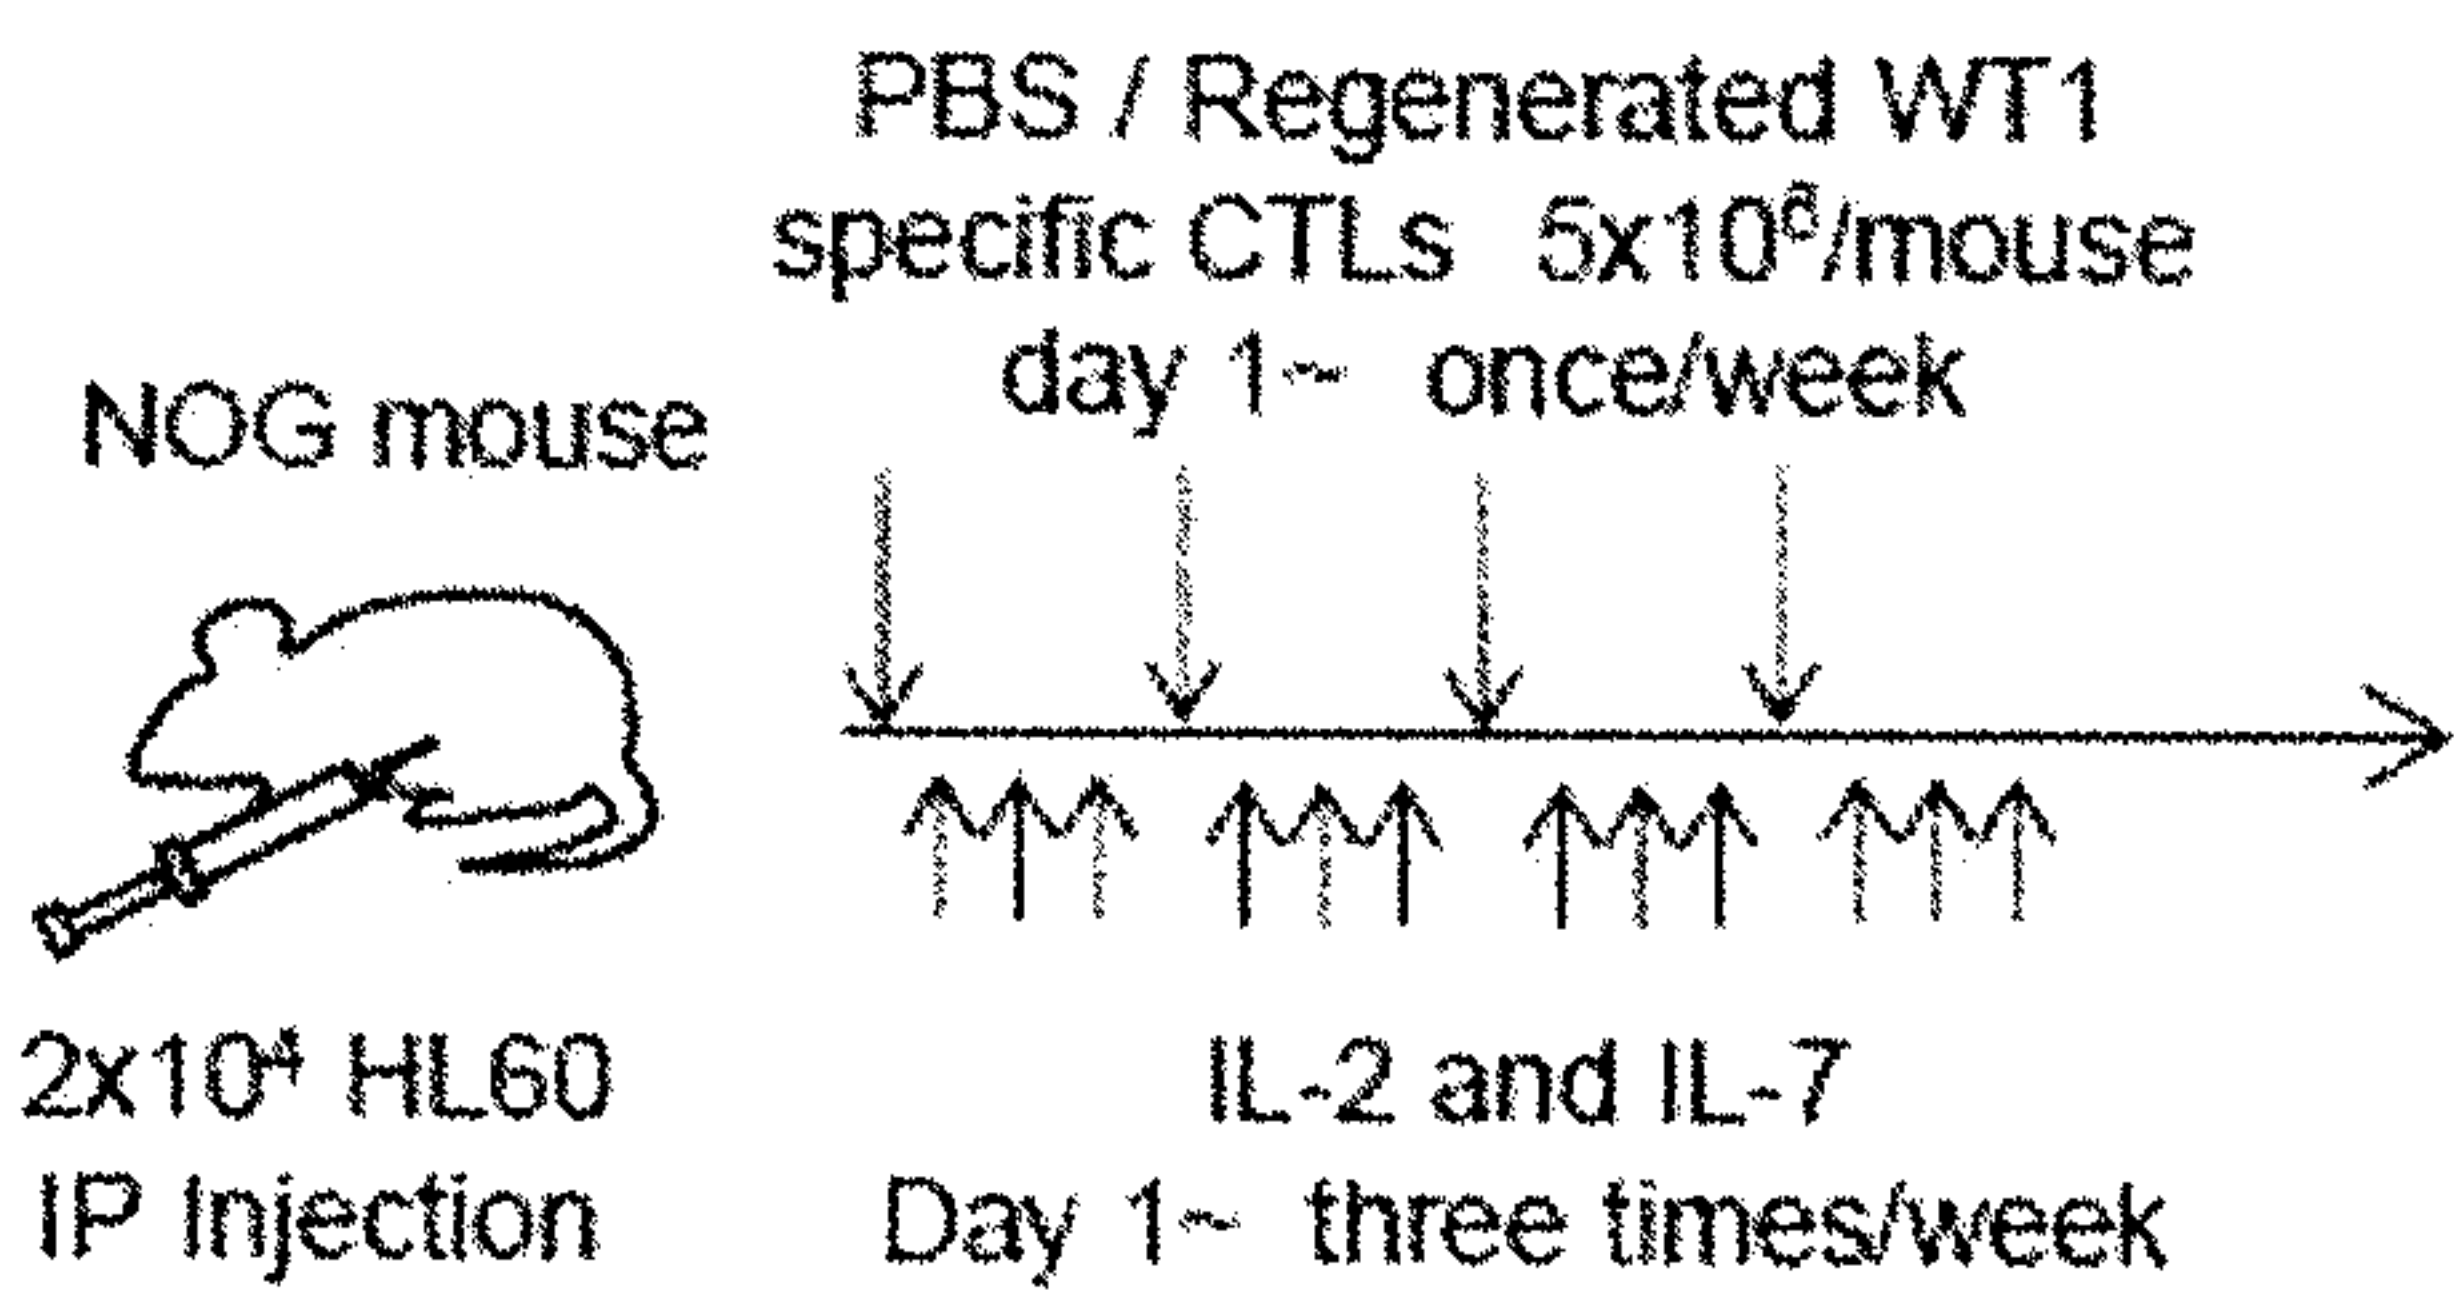 PBS / Regenerated WT1
specific CTLs 5x10⁶/mouse
day 1~ once/week
NOG mouse
2x10⁴ HL60
IP Injection
IL-2 and IL-7
Day 1~ three times/week